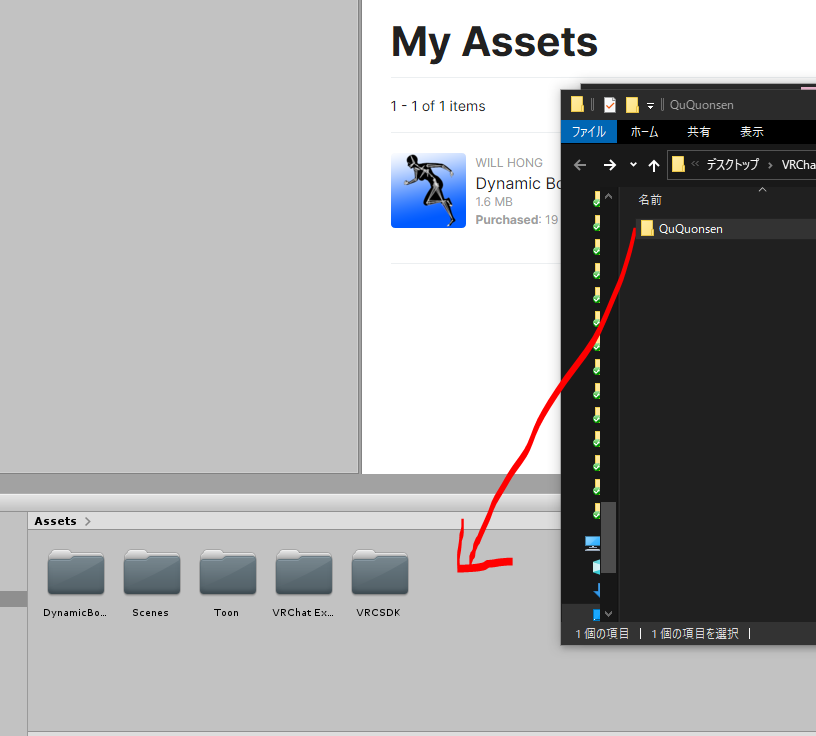 My Assets
1 - 1 of 1 items
WILL HONG
Dynamic Bo
1.6 MB
Purchased: 19
QuQuonsen
ファイル ホーム 共有 表示
« デスクトップ › VRCha
名前
QuQuonsen
1 個の項目 1 個の項目を選択
Assets
DynamicBo... Scenes Toon VRChat Ex... VRCSDK